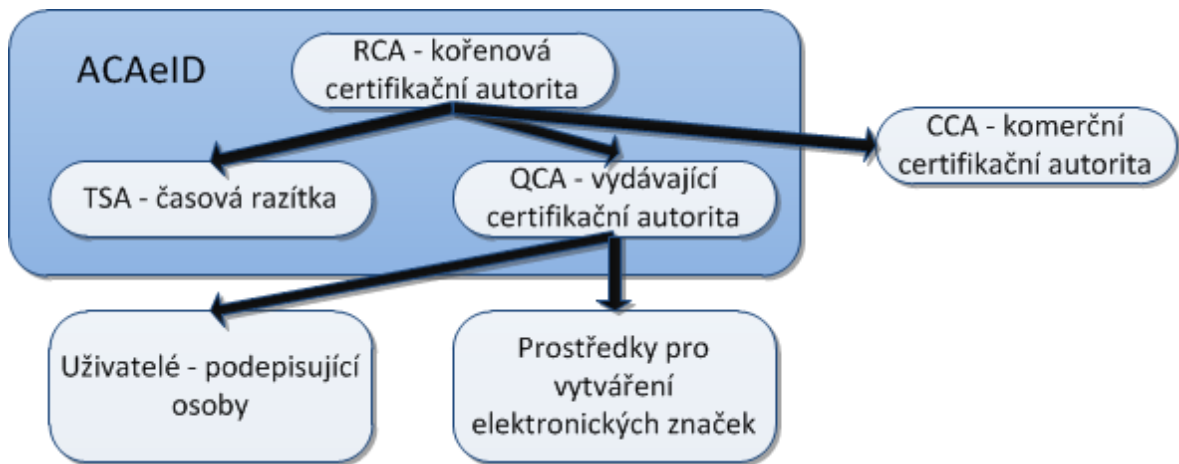 ACAeID
RCA - kořenová
certifikační autorita
CCA - komerční
certifikační autorita
TSA - časová razítka
QCA - vydávající
certifikační autorita
Uživatelé - podepisující
osoby
Prostředky pro
vytváření
elektronických značek